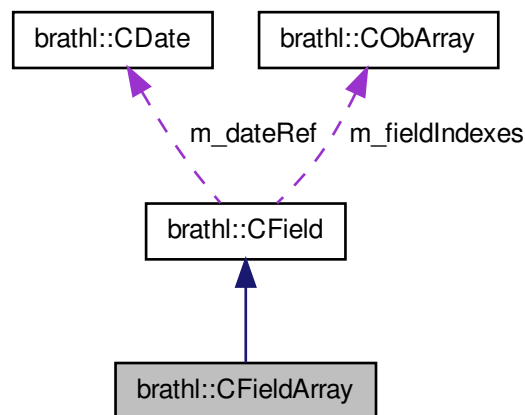 brathl::CDate
brathl::CObArray
m_dateRef
m_fieldIndexes
brathl::CField
brathl::CFieldArray